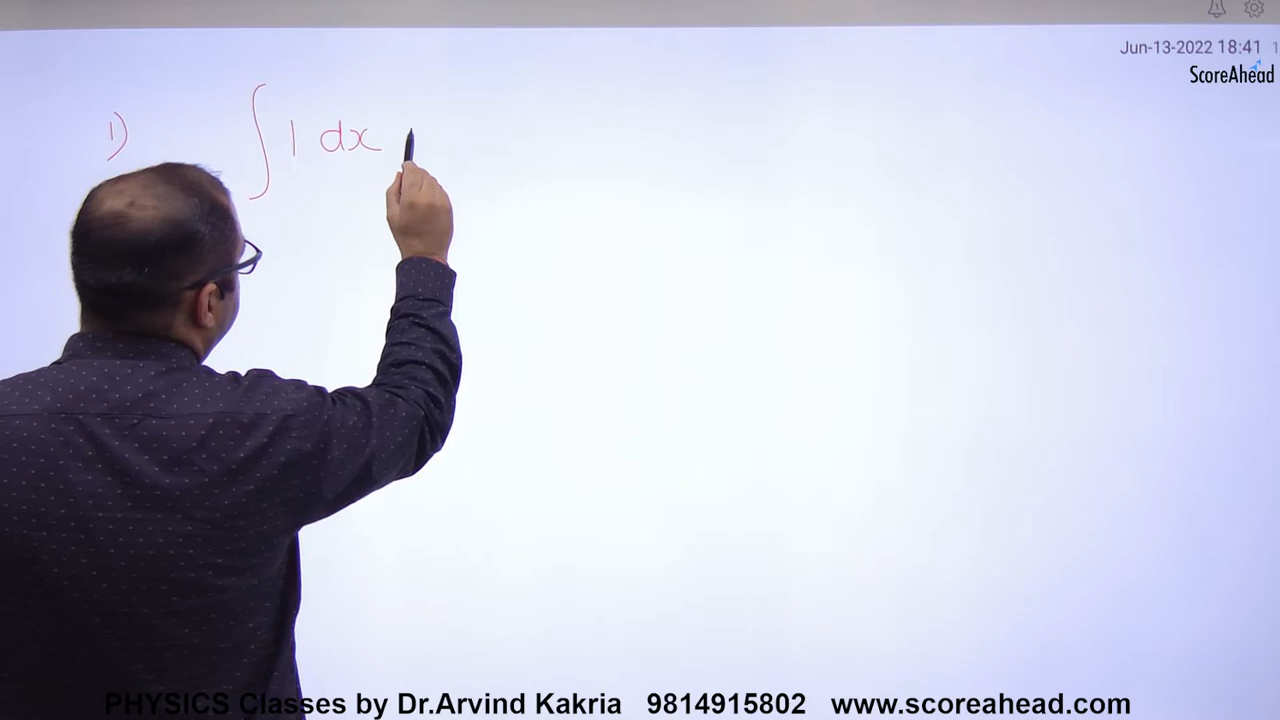 Jun-13-2022 18:41 1
ScoreAhead
1) ∫ 1 dx
PHYSICS Classes by Dr.Arvind Kakria 9814915802 www.scoreahead.com